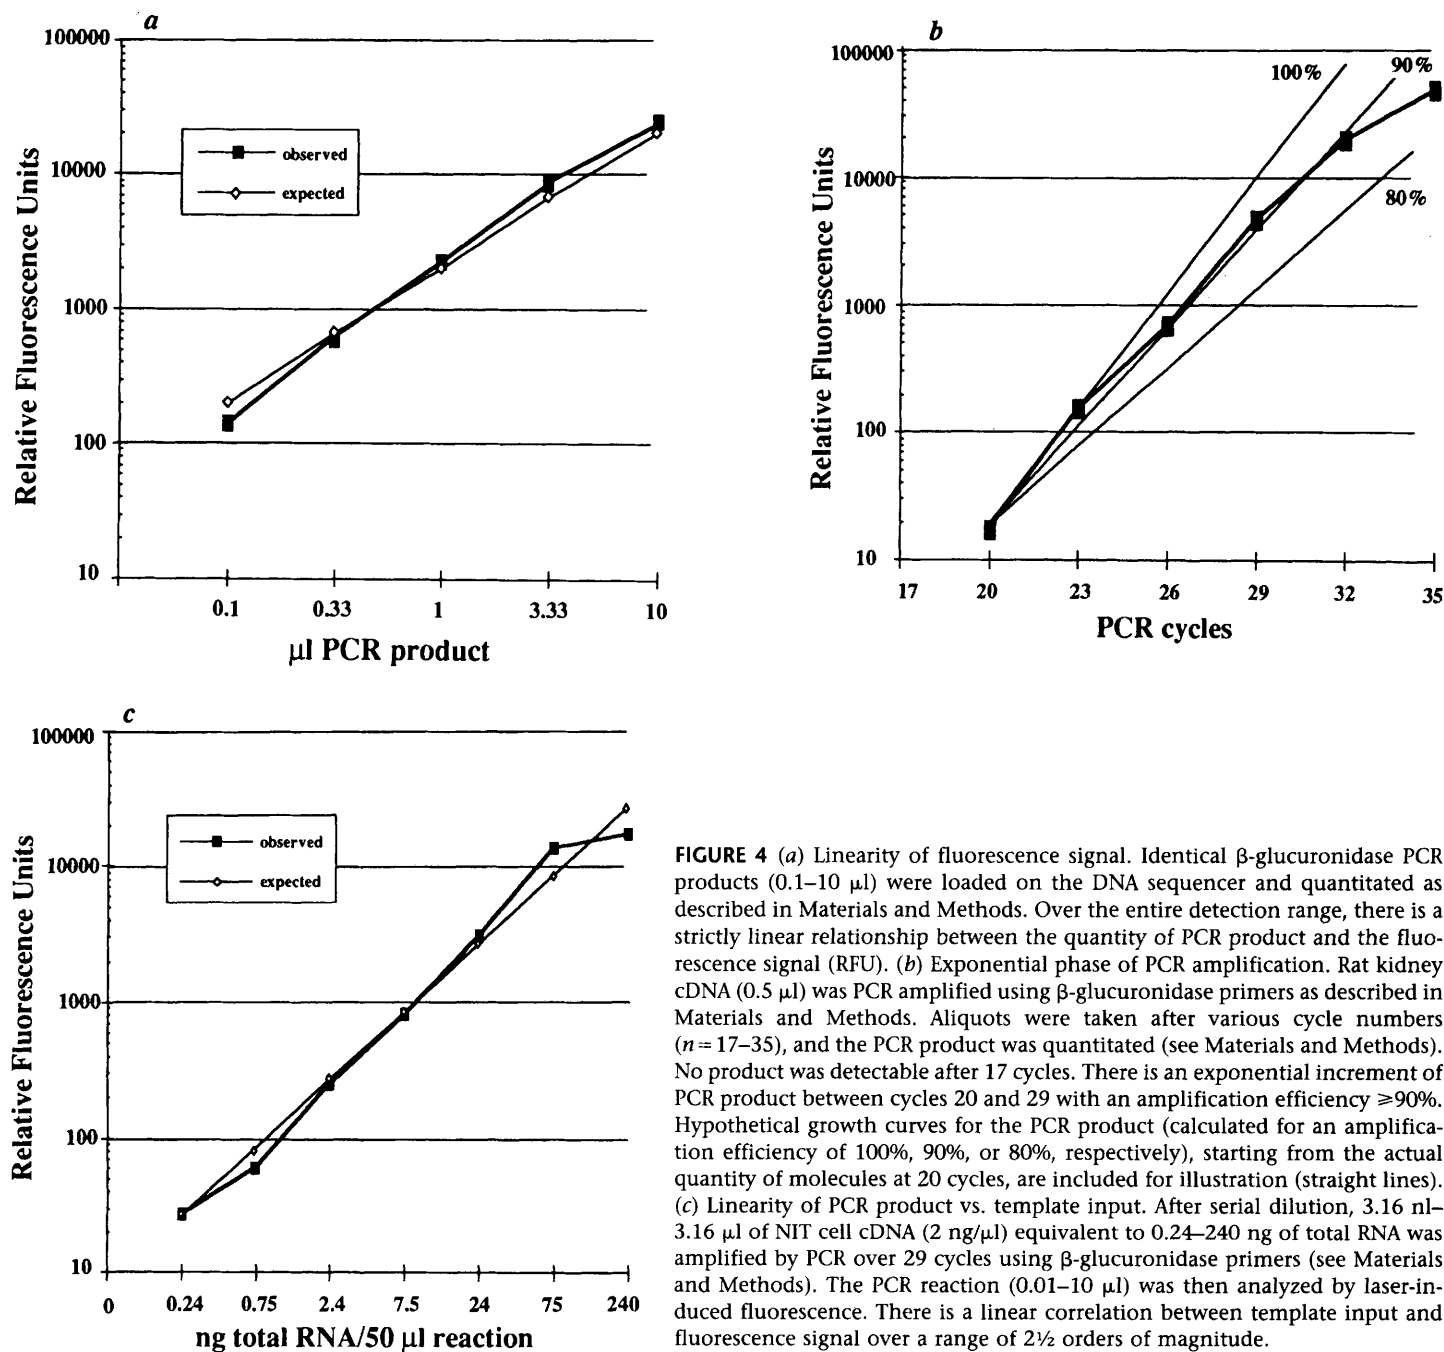 a
100000
10000
1000
100
10
observed
expected
Relative Fluorescence Units
0.1 0.33 1 3.33 10
µl PCR product
b
100000
10000
1000
100
10
100%
90%
80%
Relative Fluorescence Units
17 20 23 26 29 32 35
PCR cycles
c
100000
10000
1000
100
10
observed
expected
Relative Fluorescence Units
0 0.24 0.75 2.4 7.5 24 75 240
ng total RNA/50 µl reaction
FIGURE 4 (a) Linearity of fluorescence signal. Identical β-glucuronidase PCR
products (0.1–10 µl) were loaded on the DNA sequencer and quantitated as
described in Materials and Methods. Over the entire detection range, there is a
strictly linear relationship between the quantity of PCR product and the fluo-
rescence signal (RFU). (b) Exponential phase of PCR amplification. Rat kidney
cDNA (0.5 µl) was PCR amplified using β-glucuronidase primers as described in
Materials and Methods. Aliquots were taken after various cycle numbers
(n = 17–35), and the PCR product was quantitated (see Materials and Methods).
No product was detectable after 17 cycles. There is an exponential increment of
PCR product between cycles 20 and 29 with an amplification efficiency ⩾90%.
Hypothetical growth curves for the PCR product (calculated for an amplifica-
tion efficiency of 100%, 90%, or 80%, respectively), starting from the actual
quantity of molecules at 20 cycles, are included for illustration (straight lines).
(c) Linearity of PCR product vs. template input. After serial dilution, 3.16 nl–
3.16 µl of NIT cell cDNA (2 ng/µl) equivalent to 0.24–240 ng of total RNA was
amplified by PCR over 29 cycles using β-glucuronidase primers (see Materials
and Methods). The PCR reaction (0.01–10 µl) was then analyzed by laser-in-
duced fluorescence. There is a linear correlation between template input and
fluorescence signal over a range of 2½ orders of magnitude.